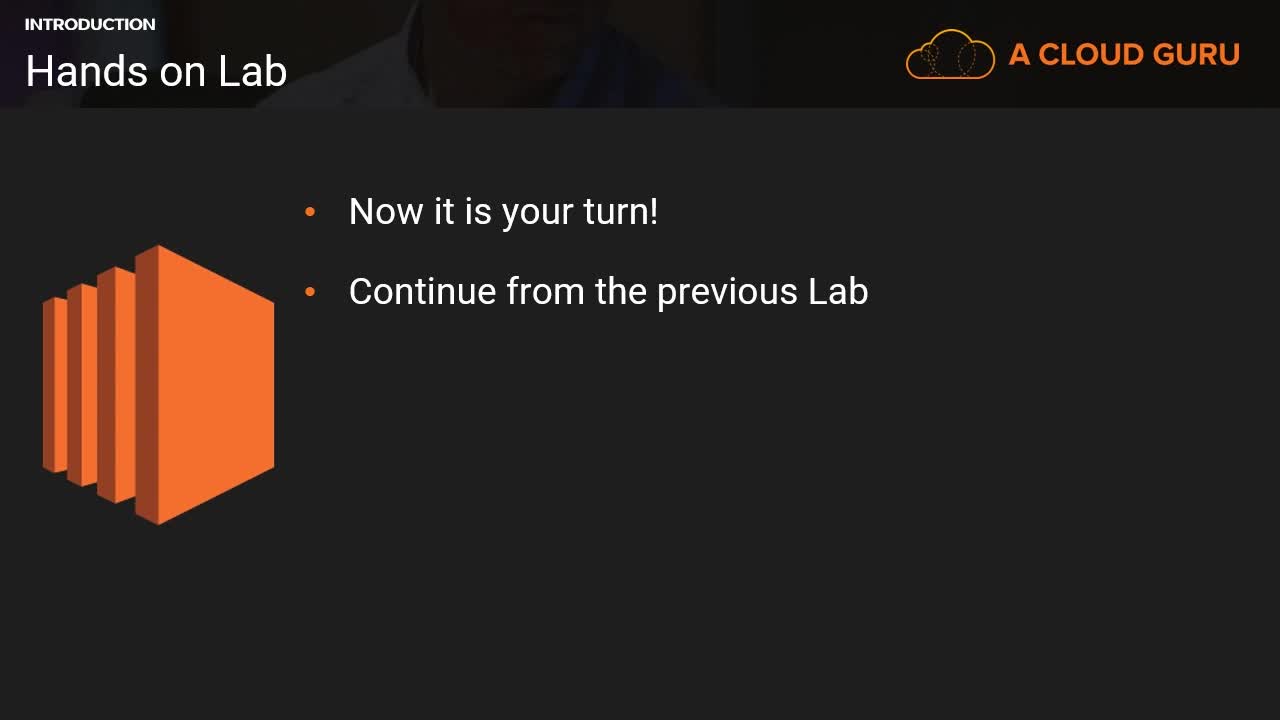 INTRODUCTION
Hands on Lab
A CLOUD GURU
• Now it is your turn!
• Continue from the previous Lab